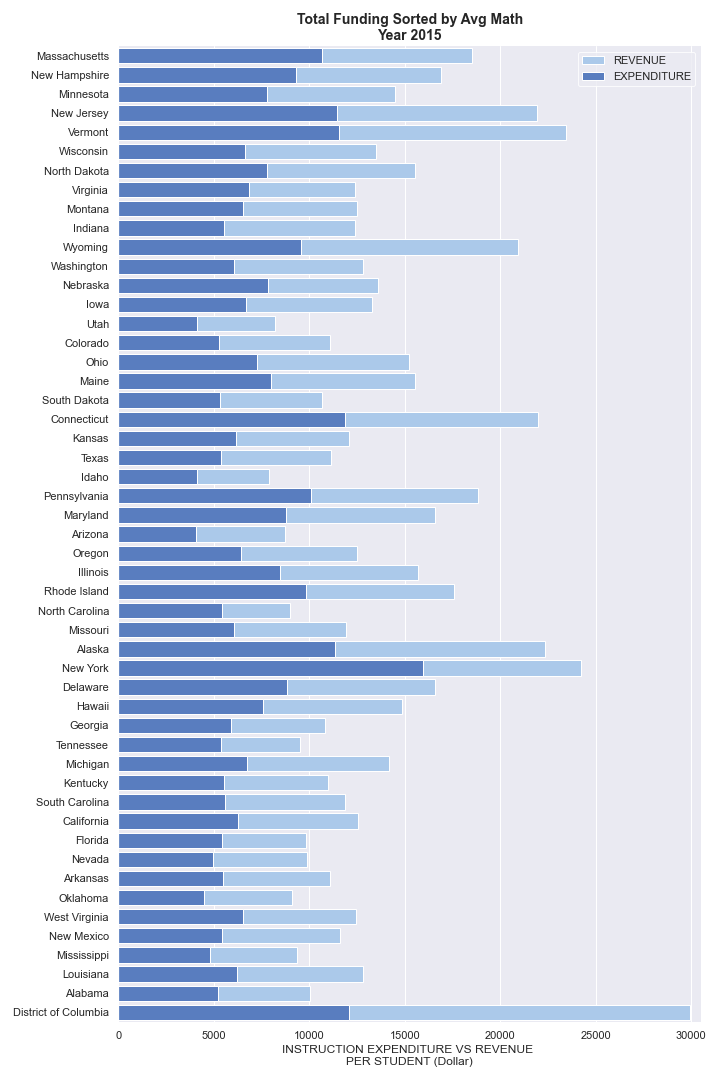 Total Funding Sorted by Avg Math
Year 2015
REVENUE
EXPENDITURE
Massachusetts
New Hampshire
Minnesota
New Jersey
Vermont
Wisconsin
North Dakota
Virginia
Montana
Indiana
Wyoming
Washington
Nebraska
Iowa
Utah
Colorado
Ohio
Maine
South Dakota
Connecticut
Kansas
Texas
Idaho
Pennsylvania
Maryland
Arizona
Oregon
Illinois
Rhode Island
North Carolina
Missouri
Alaska
New York
Delaware
Hawaii
Georgia
Tennessee
Michigan
Kentucky
South Carolina
California
Florida
Nevada
Arkansas
Oklahoma
West Virginia
New Mexico
Mississippi
Louisiana
Alabama
District of Columbia
0 5000 10000 15000 20000 25000 30000
INSTRUCTION EXPENDITURE VS REVENUE
PER STUDENT (Dollar)